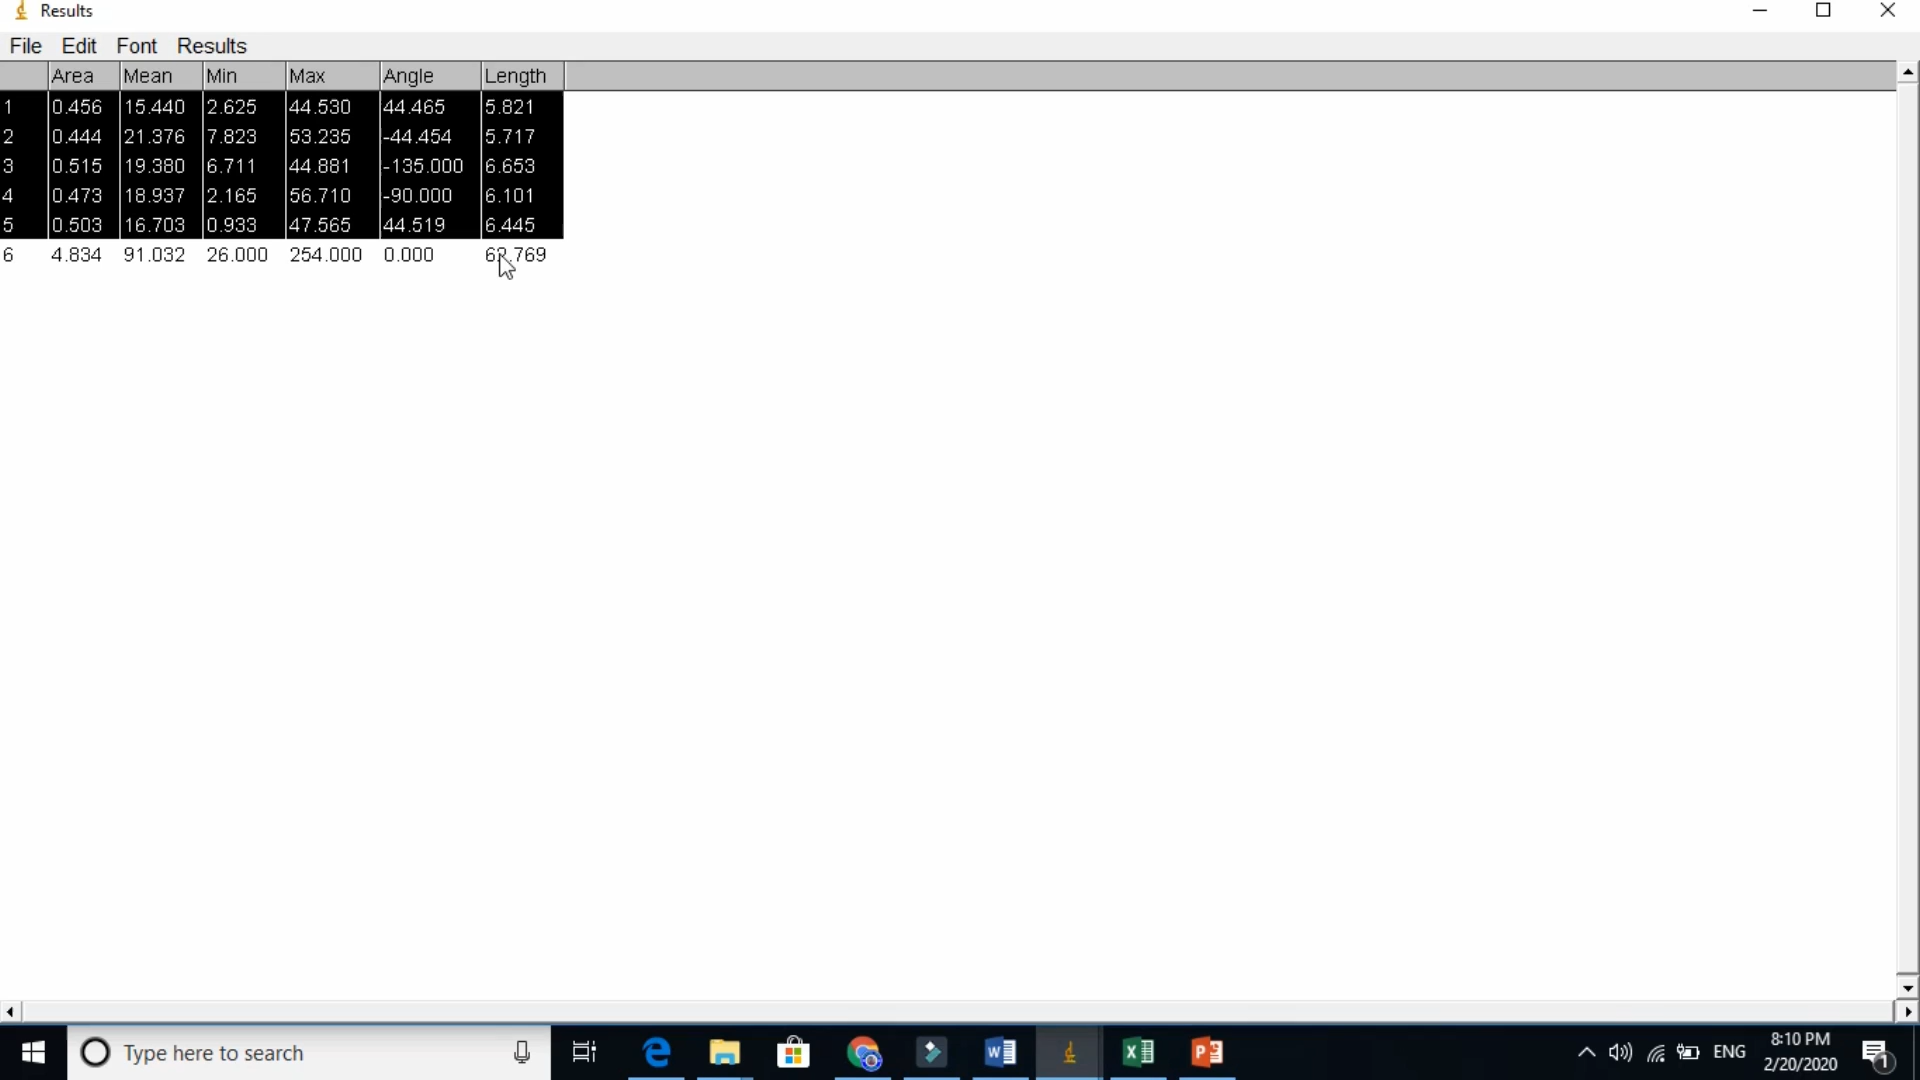 Results
File Edit Font Results
Area Mean Min Max Angle Length
1 0.456 15.440 2.625 44.530 44.465 5.821
2 0.444 21.376 7.823 53.235 -44.454 5.717
3 0.515 19.380 6.711 44.881 -135.000 6.653
4 0.473 18.937 2.165 56.710 -90.000 6.101
5 0.503 16.703 0.933 47.565 44.519 6.445
6 4.834 91.032 26.000 254.000 0.000
Type here to search
ENG
8:10 PM
2/20/2020
1